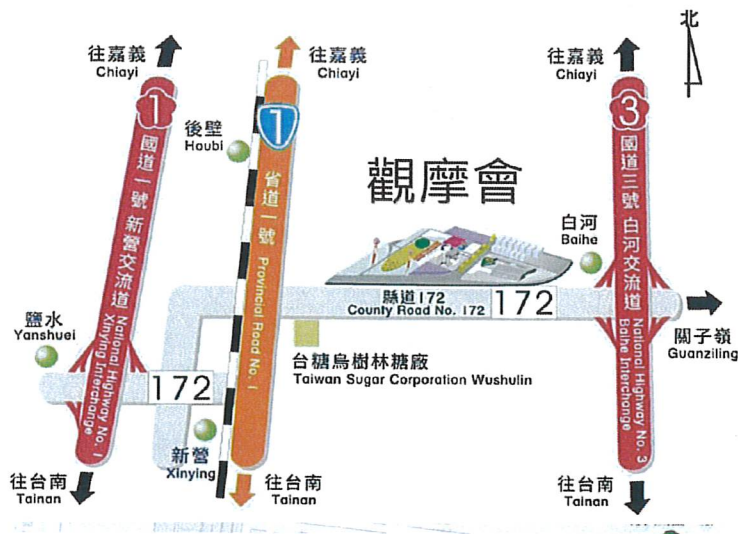 北
往嘉義
Chiayi
往嘉義
Chiayi
往嘉義
Chiayi
1
1
3
後壁
Houbi
觀摩會
國道一號 新營交流道
National Highway No. 1
Xinying Interchange
省道一號 Provincial Road No. 1
國道三號 白河交流道
National Highway No. 3
Baihe Interchange
白河
Baihe
縣道172
County Road No. 172
172
關子嶺
Guanziling
鹽水
Yanshuei
台糖烏樹林糖廠
Taiwan Sugar Corporation Wushulin
172
新營
Xinying
往台南
Tainan
往台南
Tainan
往台南
Tainan